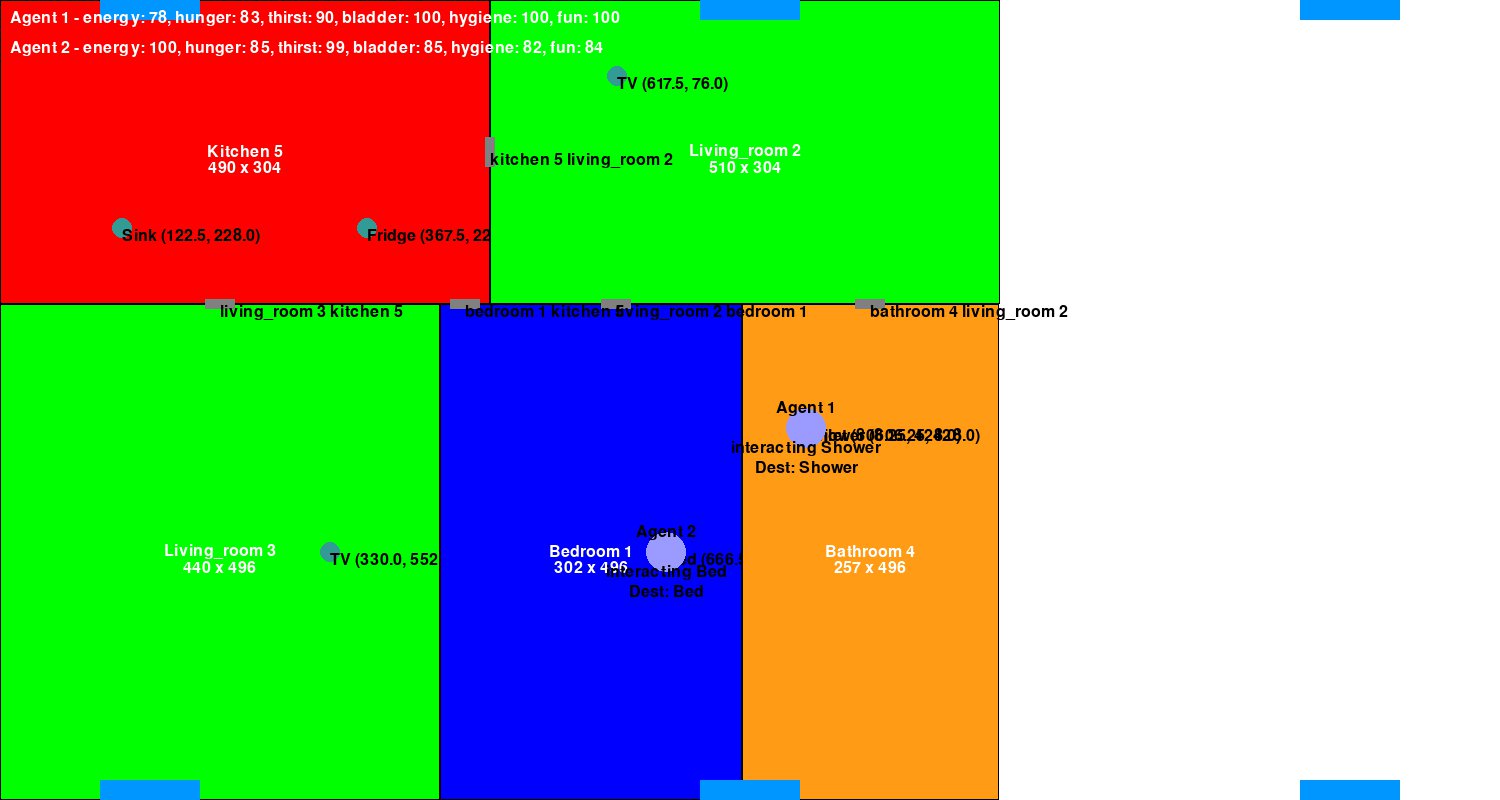 Agent 1 - energy: 78, hunger: 83, thirst: 90, bladder: 100, hygiene: 100, fun: 100
Agent 2 - energy: 100, hunger: 85, thirst: 99, bladder: 85, hygiene: 82, fun: 84
TV (617.5, 76.0)
Kitchen 5
490 x 304
kitchen 5 living_room 2
Living_room 2
510 x 304
Sink (122.5, 228.0)
Fridge (367.5, 22
living_room 3 kitchen 5
bedroom 1 kitchen
living_room 2 bedroom 1
bathroom 4 living_room 2
Agent 1
interacting Shower
Dest: Shower
Living_room 3
440 x 496
TV (330.0, 552
Agent 2
Bedroom 1
302 x 496
interacting Bed
Dest: Bed
Bathroom 4
257 x 496